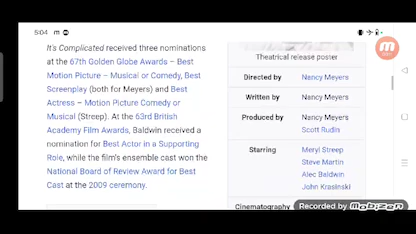 5:04
It's Complicated received three nominations
at the 67th Golden Globe Awards – Best
Motion Picture – Musical or Comedy, Best
Screenplay (both for Meyers) and Best
Actress – Motion Picture Comedy or
Musical (Streep). At the 63rd British
Academy Film Awards, Baldwin received a
nomination for Best Actor in a Supporting
Role, while the film's ensemble cast won the
National Board of Review Award for Best
Cast at the 2009 ceremony.
Theatrical release poster
Directed by Nancy Meyers
Written by Nancy Meyers
Produced by Nancy Meyers
Scott Rudin
Starring Meryl Streep
Steve Martin
Alec Baldwin
John Krasinski
Cinematography
Recorded by Mobizen